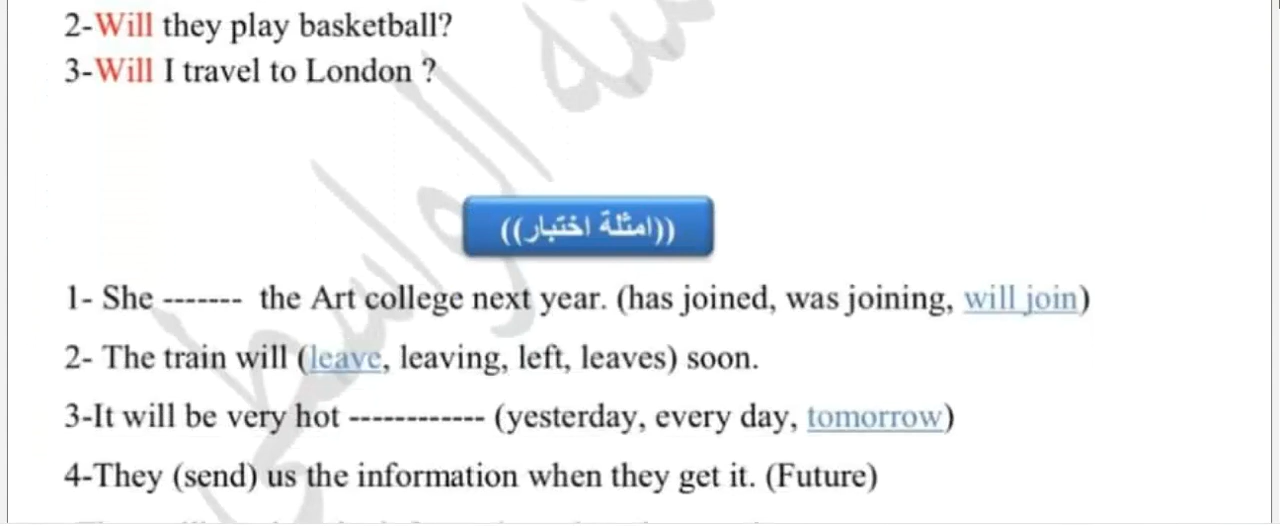 2-Will they play basketball?
3-Will I travel to London ?
((امثلة اختبار))
1- She ------- the Art college next year. (has joined, was joining, will join)
2- The train will (leave, leaving, left, leaves) soon.
3-It will be very hot ------------ (yesterday, every day, tomorrow)
4-They (send) us the information when they get it. (Future)